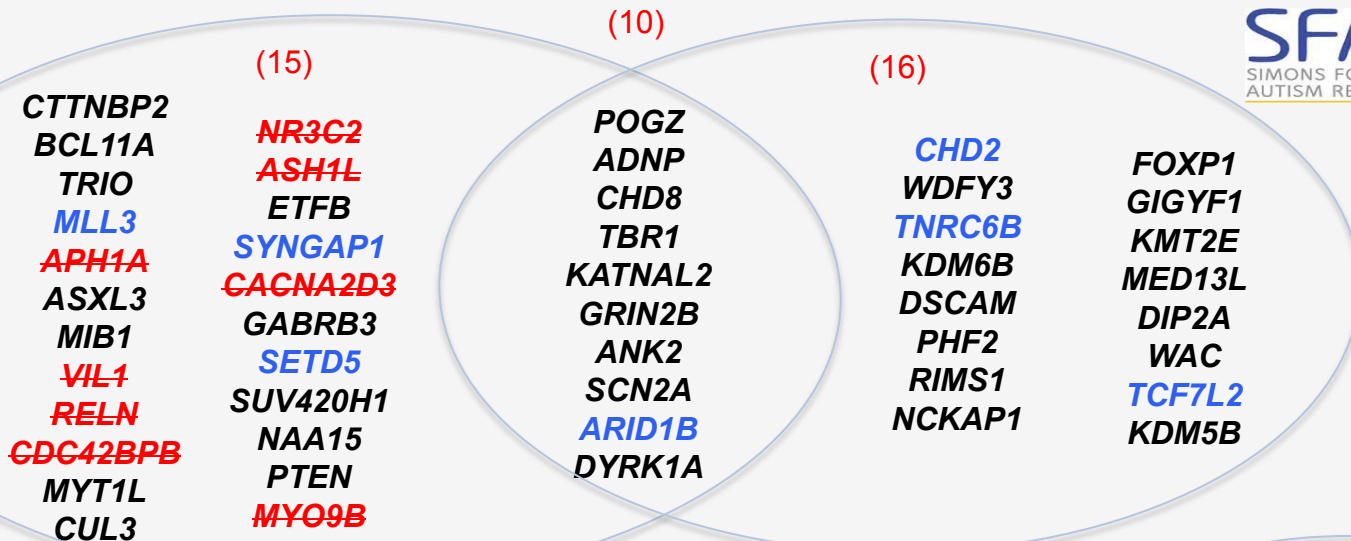 (10)
(15)
(16)
SFA
SIMONS FO
AUTISM RE
CTTNBP2
BCL11A
TRIO
MLL3
APH1A
ASXL3
MIB1
VIL1
RELN
CDC42BPB
MYT1L
CUL3
NR3C2
ASH1L
ETFB
SYNGAP1
CACNA2D3
GABRB3
SETD5
SUV420H1
NAA15
PTEN
MYO9B
POGZ
ADNP
CHD8
TBR1
KATNAL2
GRIN2B
ANK2
SCN2A
ARID1B
DYRK1A
CHD2
WDFY3
TNRC6B
KDM6B
DSCAM
PHF2
RIMS1
NCKAP1
FOXP1
GIGYF1
KMT2E
MED13L
DIP2A
WAC
TCF7L2
KDM5B